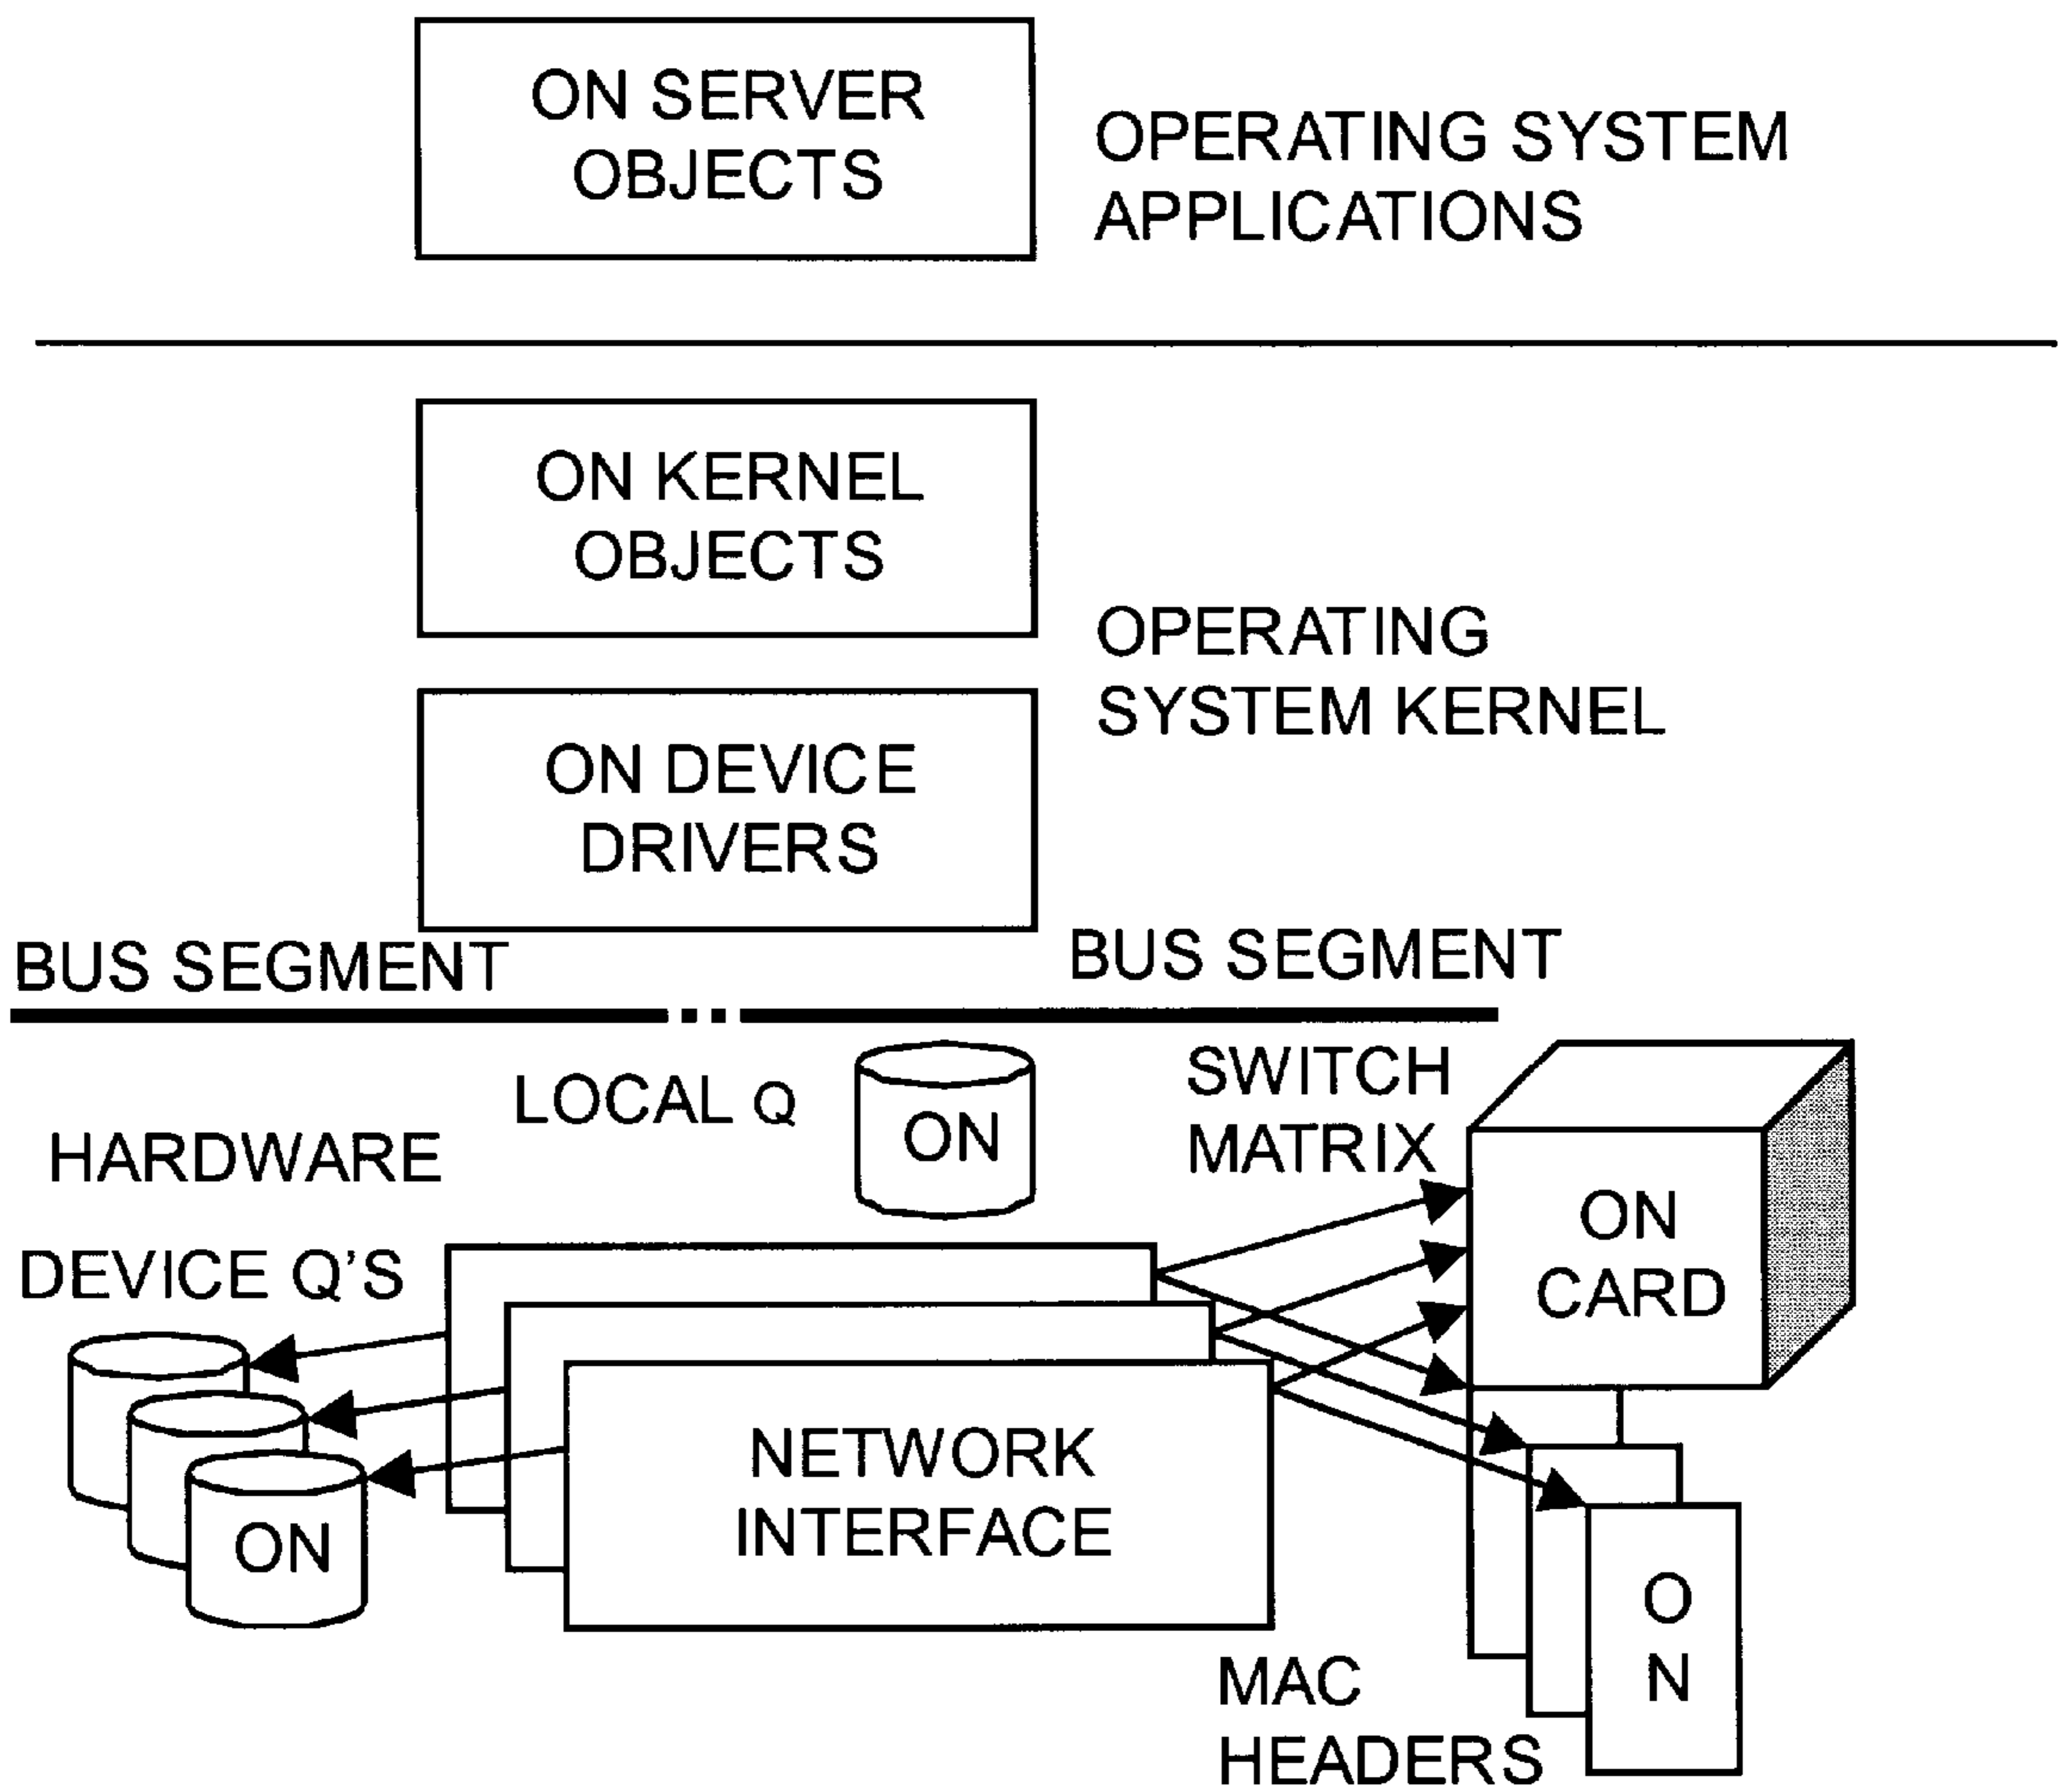 ON SERVER
OBJECTS
OPERATING SYSTEM
APPLICATIONS
ON KERNEL
OBJECTS
OPERATING
SYSTEM KERNEL
ON DEVICE
DRIVERS
BUS SEGMENT
BUS SEGMENT
LOCAL Q
ON
SWITCH
MATRIX
HARDWARE
DEVICE Q'S
ON
CARD
NETWORK
INTERFACE
ON
O
N
MAC
HEADERS